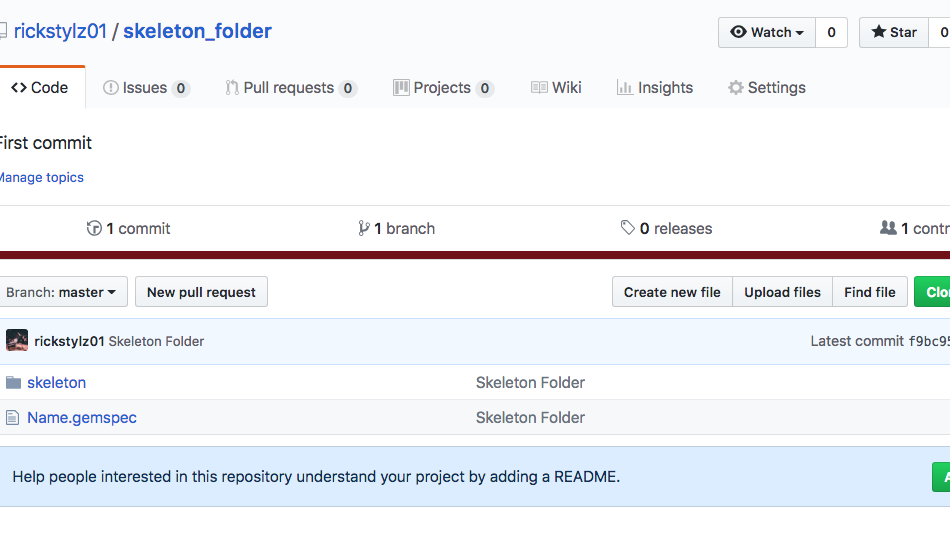 rickstylz01 / skeleton_folder Watch 0 Star 0
Code Issues 0 Pull requests 0 Projects 0 Wiki Insights Settings
First commit
Manage topics
1 commit 1 branch 0 releases 1 contr
Branch: master New pull request Create new file Upload files Find file Clo
rickstylz01 Skeleton Folder Latest commit f9bc95
skeleton Skeleton Folder
Name.gemspec Skeleton Folder
Help people interested in this repository understand your project by adding a README.